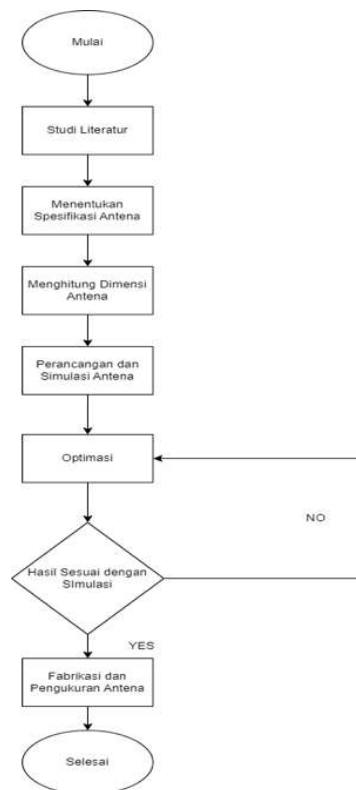 Mulai
Studi Literatur
Menentukan
Spesifikasi Antena
Menghitung Dimensi
Antena
Perancangan dan
Simulasi Antena
Optimasi
NO
Hasil Sesuai dengan
SImulasi
YES
Fabrikasi dan
Pengukuran Antena
Selesai